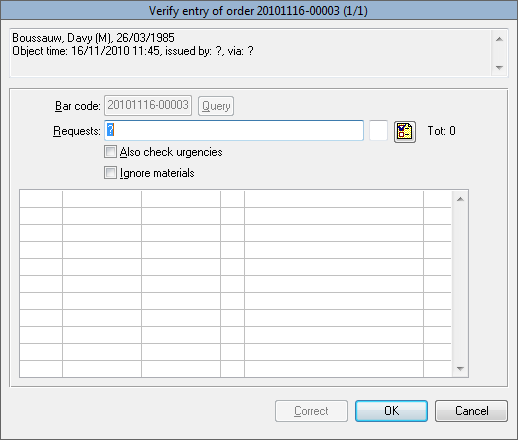 Verify entry of order 20101116-00003 (1/1)
Boussauw, Davy (M), 26/03/1985
Object time: 16/11/2010 11:45, issued by: ?, via: ?
Bar code: 20101116-00003 Query
Requests: ? Tot: 0
Also check urgencies
Ignore materials
Correct OK Cancel